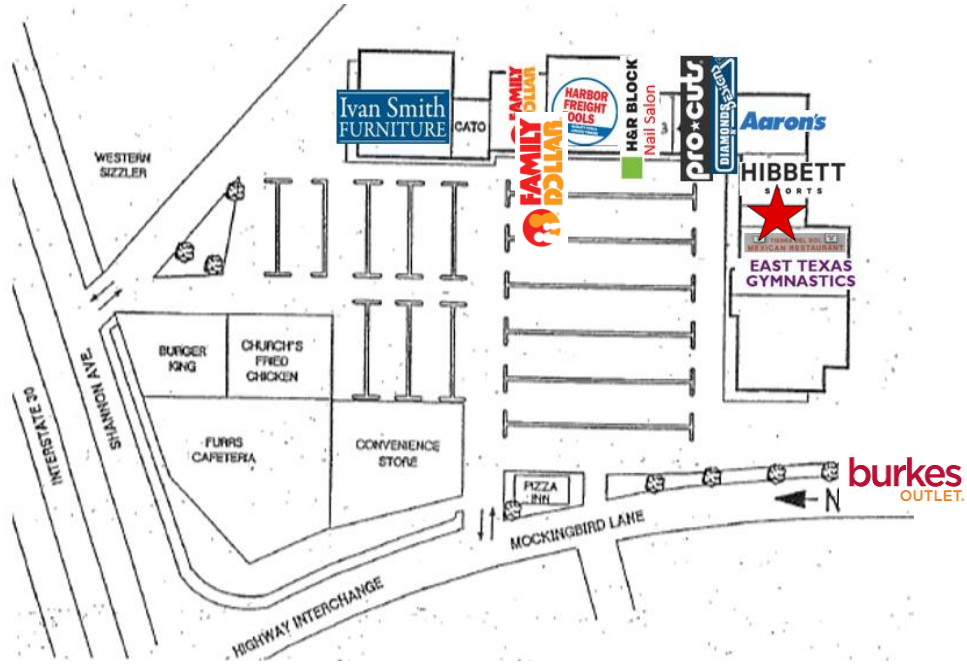 Ivan Smith
FURNITURE
CATO
FAMILY
DOLLAR
FAMILY
DOLLAR
HARBOR
FREIGHT
TOOLS
H&R BLOCK
Nail Salon
3
pro cuts
DIAMONDS
Aaron's
HIBBETT
SPORTS
MEXICAN RESTAURANT
EAST TEXAS
GYMNASTICS
WESTERN
SIZZLER
BURGER
KING
CHURCH'S
FRIED
CHICKEN
FURRS
CAFETERIA
CONVENIENCE
STORE
PIZZA
INN
INTERSTATE 30
SHANNON AVE.
MOCKINGBIRD LANE
HIGHWAY INTERCHANGE
N
burkes
OUTLET.